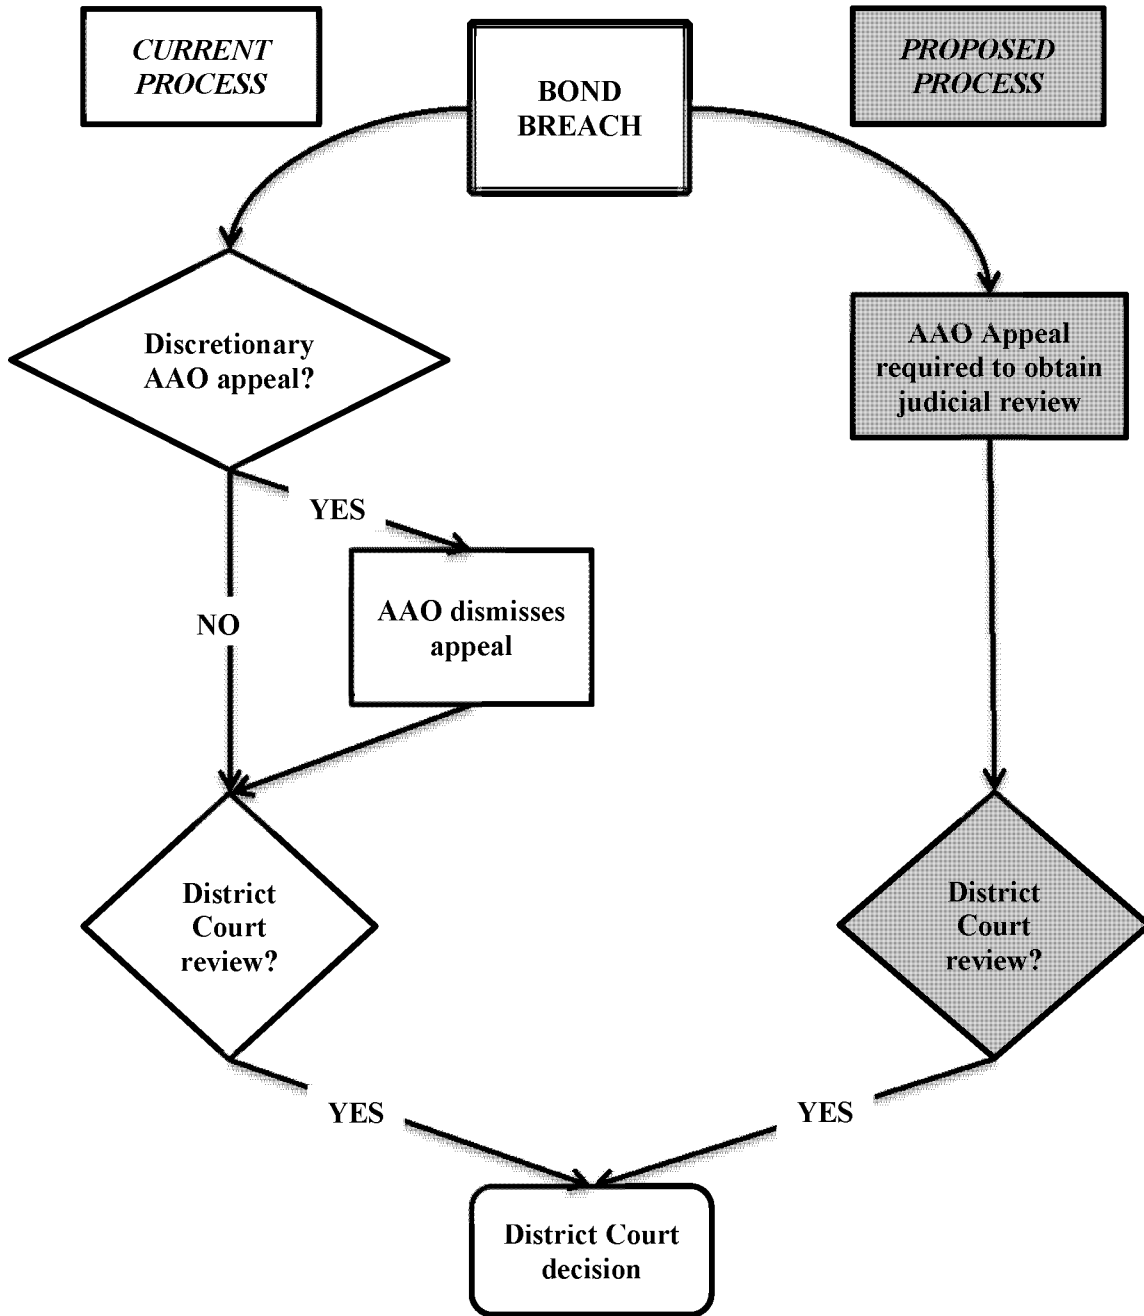 CURRENT
PROCESS
BOND
BREACH
PROPOSED
PROCESS
Discretionary
AAO appeal?
AAO Appeal
required to obtain
judicial review
YES
NO
AAO dismisses
appeal
District
Court
review?
District
Court
review?
YES
YES
District Court
decision